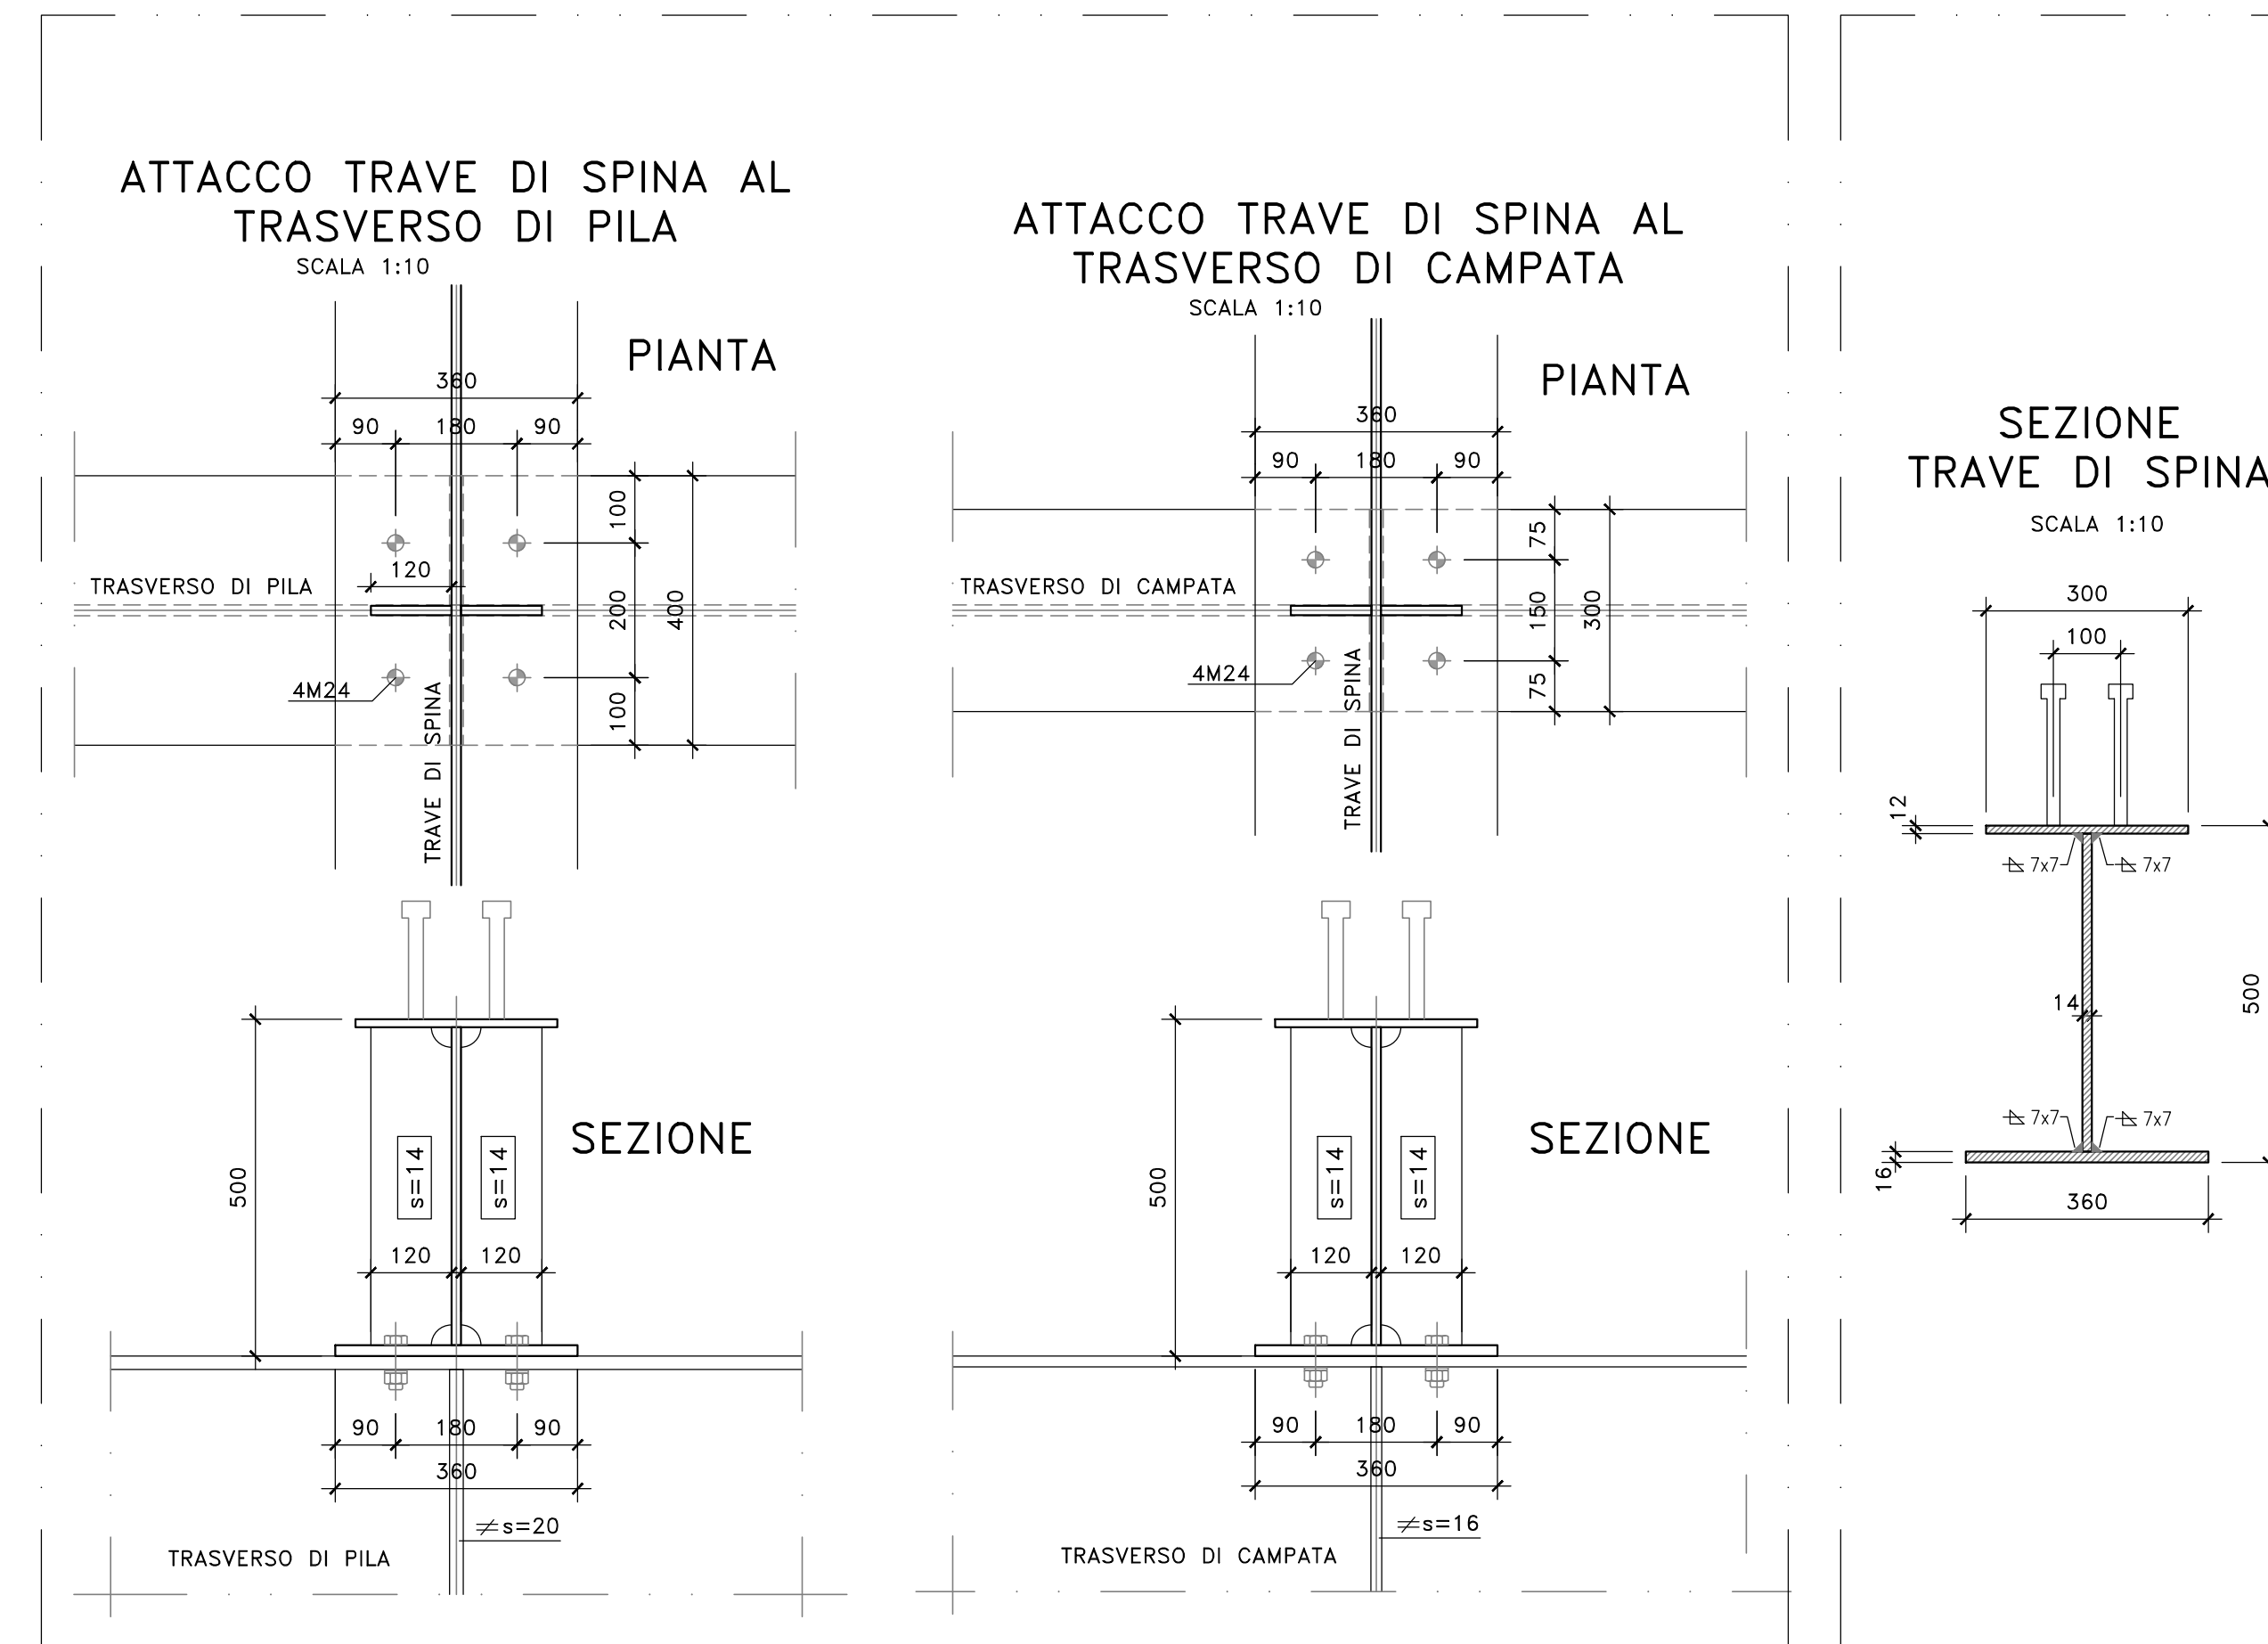 ATTACCO TRAVE DI SPINA AL
TRASVERSO DI PILA
SCALA 1:10
PIANTA
360
90 180 90
100
120
TRASVERSO DI PILA
200
400
4M24
100
TRAVE DI SPINA
500
s=14
s=14
SEZIONE
120 120
90 180 90
360
≠s=20
TRASVERSO DI PILA
ATTACCO TRAVE DI SPINA AL
TRASVERSO DI CAMPATA
SCALA 1:10
PIANTA
360
90 180 90
75
TRASVERSO DI CAMPATA
150
300
4M24
75
TRAVE DI SPINA
500
s=14
s=14
SEZIONE
120 120
90 180 90
360
≠s=16
TRASVERSO DI CAMPATA
SEZIONE
TRAVE DI SPINA
SCALA 1:10
300
100
12
7x7 7x7
14
500
7x7 7x7
16
360